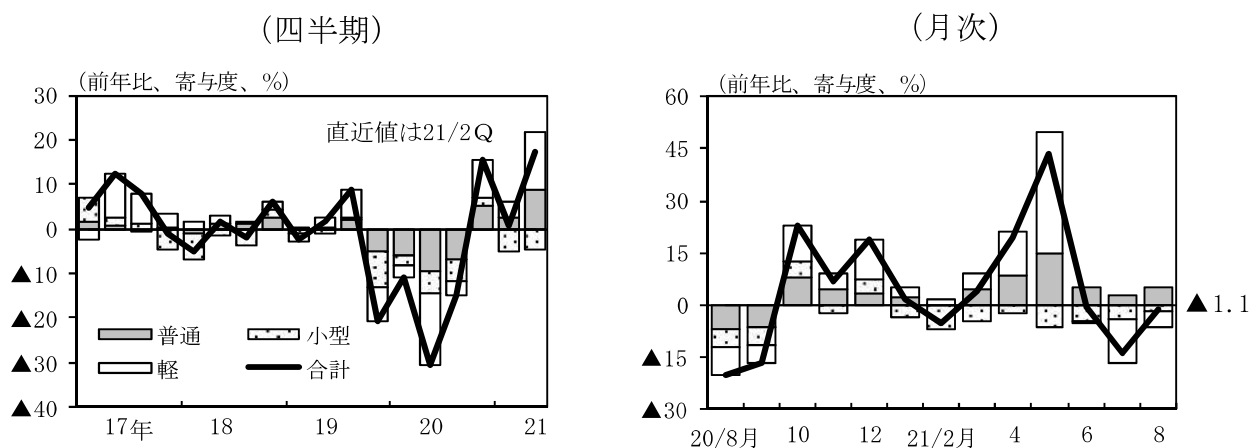 (四半期)
(前年比、寄与度、%)
直近値は21/2Q
30
20
10
0
▲10
▲20
▲30
▲40
普通
小型
軽
合計
17年
18
19
20
21
(月次)
(前年比、寄与度、%)
60
45
30
15
0
▲15
▲30
▲1.1
20/8月
10
12
21/2月
4
6
8